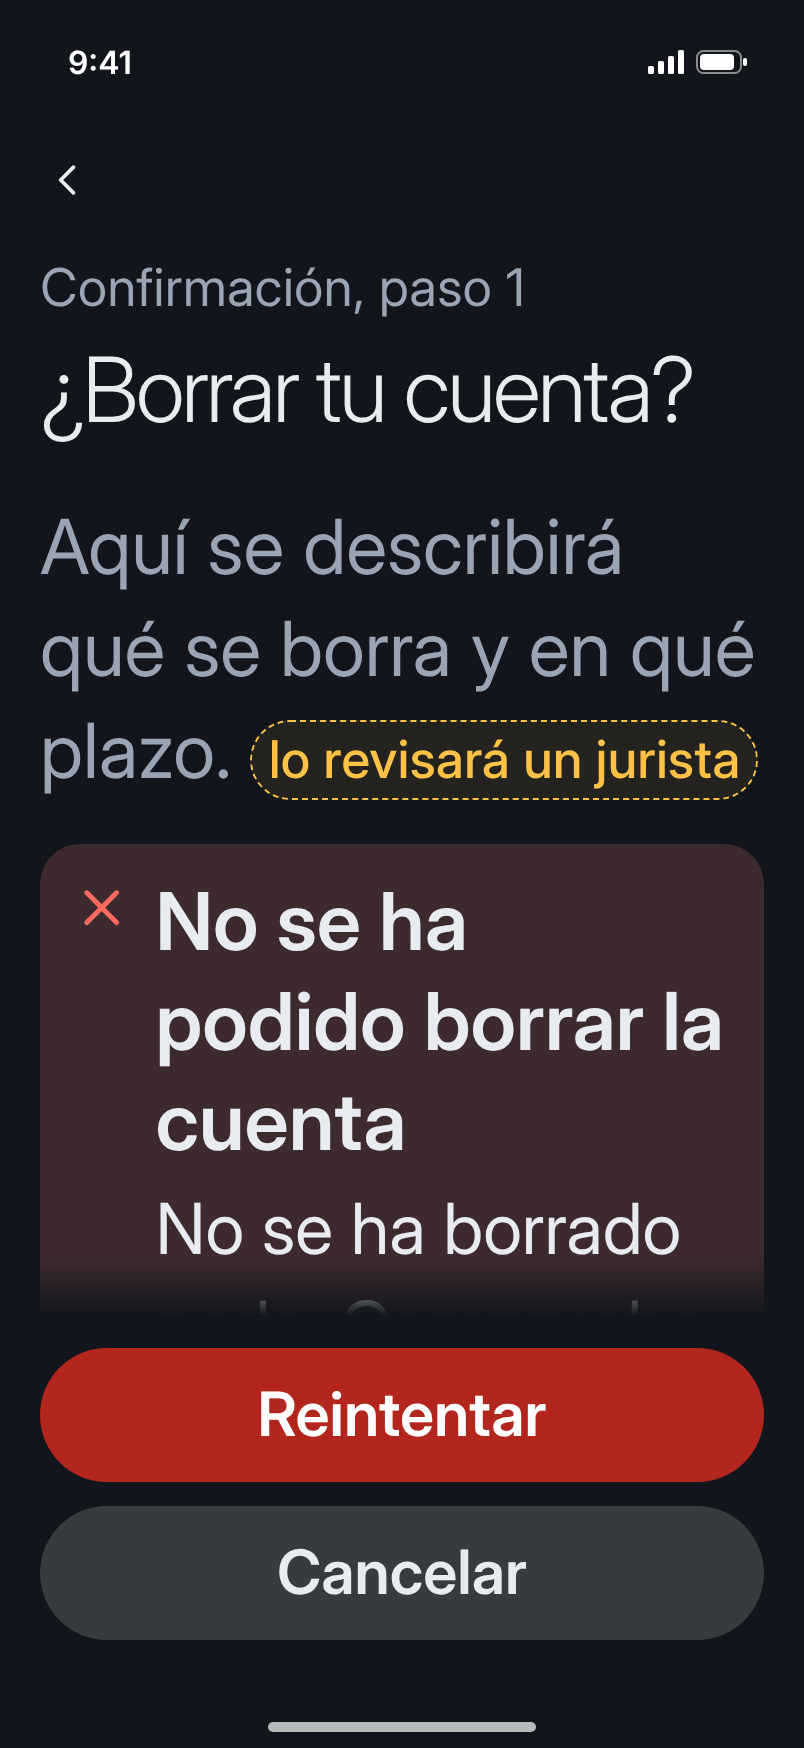 9:41
Confirmación, paso 1
¿Borrar tu cuenta?
Aquí se describirá
qué se borra y en qué
plazo. lo revisará un jurista
No se ha
podido borrar la
cuenta
No se ha borrado
Reintentar
Cancelar